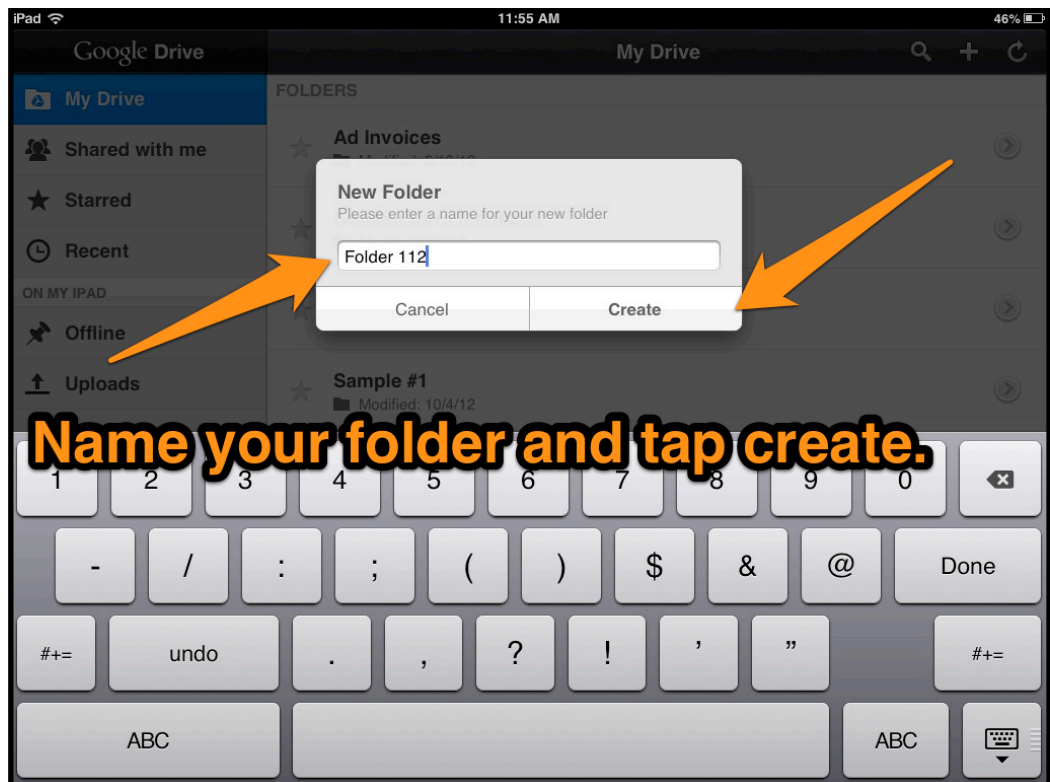 iPad 11:55 AM 46%
Google Drive My Drive
My Drive
Shared with me
Starred
Recent
ON MY IPAD
Offline
Uploads
FOLDERS
Ad Invoices
Sample #1
Modified: 10/4/12
New Folder
Please enter a name for your new folder
Folder 112
Cancel Create
Name your folder and tap create.
1 2 3 4 5 6 7 8 9 0
- / : ; ( ) $ & @ Done
#+= undo . , ? ! ’ ” #+=
ABC ABC